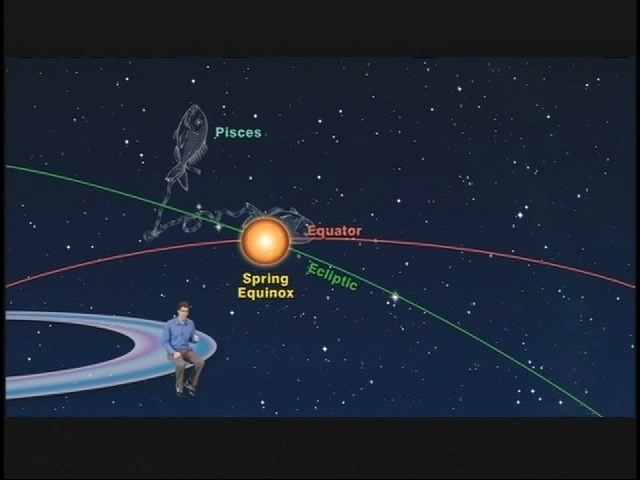 Pisces
Equator
Ecliptic
Spring
Equinox